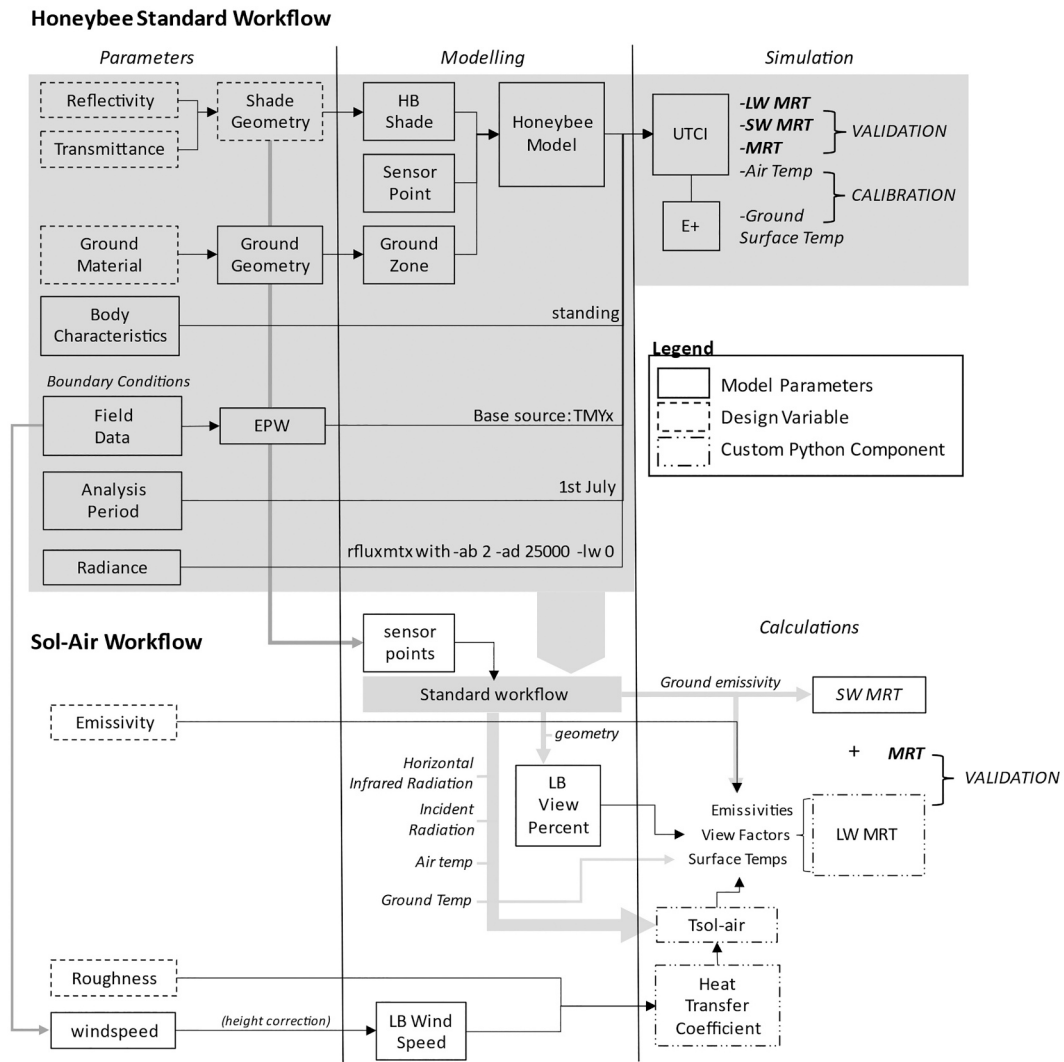 Honeybee Standard Workflow
Parameters
Modelling
Simulation
Reflectivity
Transmittance
Shade
Geometry
HB
Shade
Sensor
Point
Honeybee
Model
UTCI
E+
-LW MRT
-SW MRT
-MRT
-Air Temp
-Ground
Surface Temp
VALIDATION
CALIBRATION
Ground
Material
Ground
Geometry
Ground
Zone
Body
Characteristics
standing
Boundary Conditions
Field
Data
EPW
Base source: TMYx
Analysis
Period
1st July
Radiance
rfluxmtx with -ab 2 -ad 25000 -lw 0
Legend
Model Parameters
Design Variable
Custom Python Component
Sol-Air Workflow
Calculations
sensor
points
Standard workflow
Ground emissivity
SW MRT
Emissivity
geometry
+
MRT
VALIDATION
Horizontal
Infrared Radiation
Incident
Radiation
Air temp
Ground Temp
LB
View
Percent
Emissivities
View Factors
Surface Temps
LW MRT
Tsol-air
Roughness
Heat
Transfer
Coefficient
windspeed
(height correction)
LB Wind
Speed